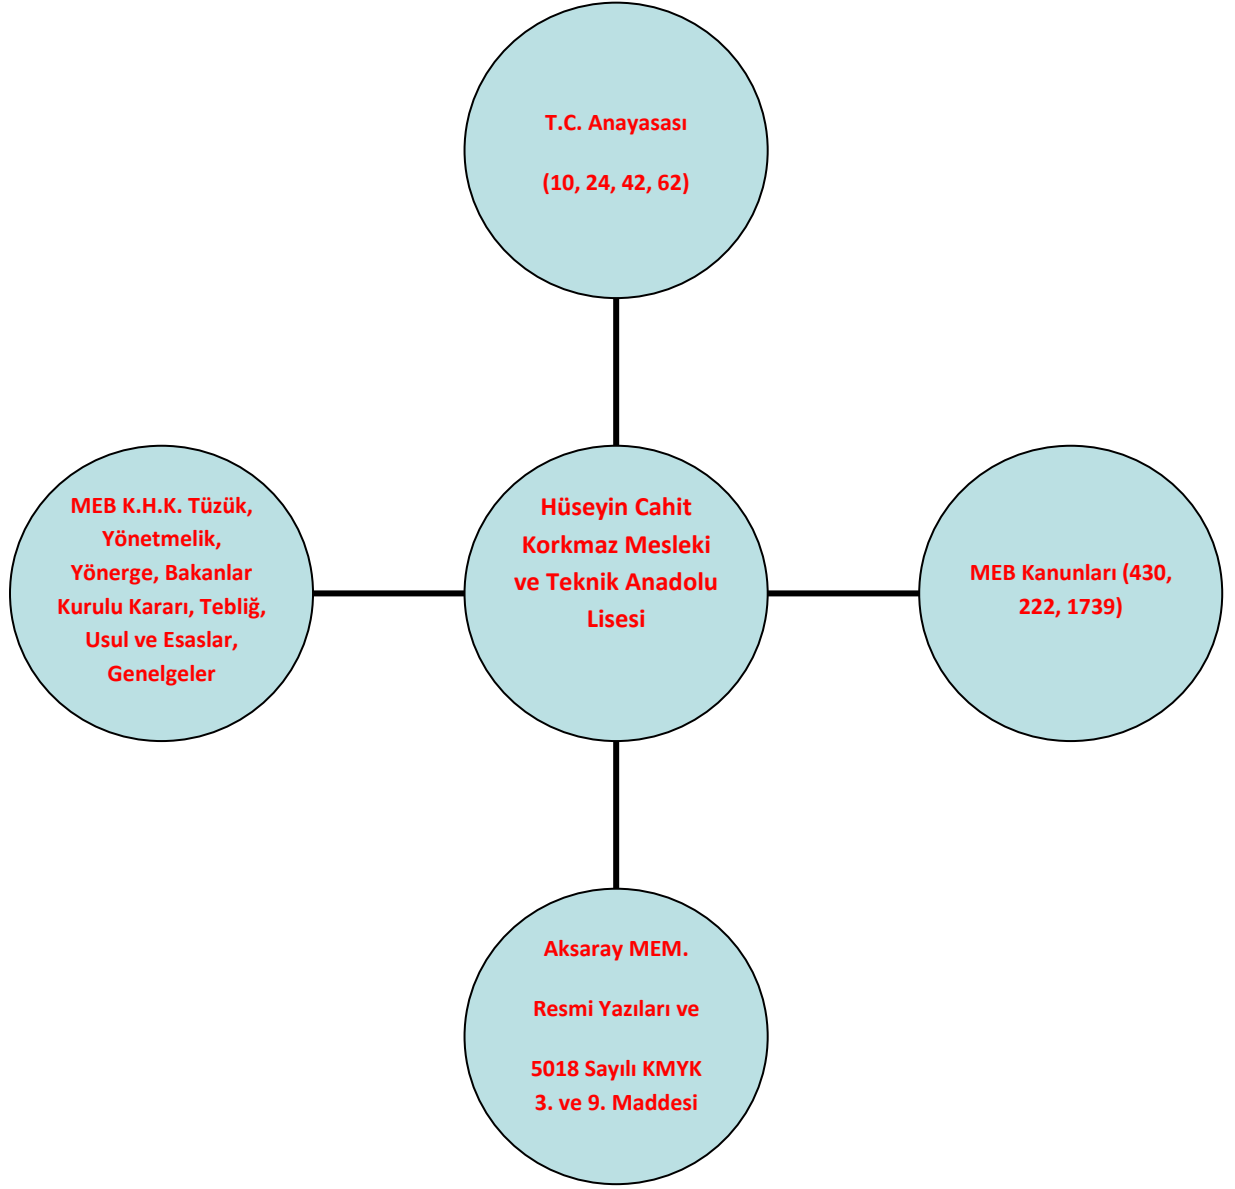 T.C. Anayasası
(10, 24, 42, 62)
MEB K.H.K. Tüzük,
Yönetmelik,
Yönerge, Bakanlar
Kurulu Kararı, Tebliğ,
Usul ve Esaslar,
Genelgeler
Hüseyin Cahit
Korkmaz Mesleki
ve Teknik Anadolu
Lisesi
MEB Kanunları (430,
222, 1739)
Aksaray MEM.
Resmi Yazıları ve
5018 Sayılı KMYK
3. ve 9. Maddesi